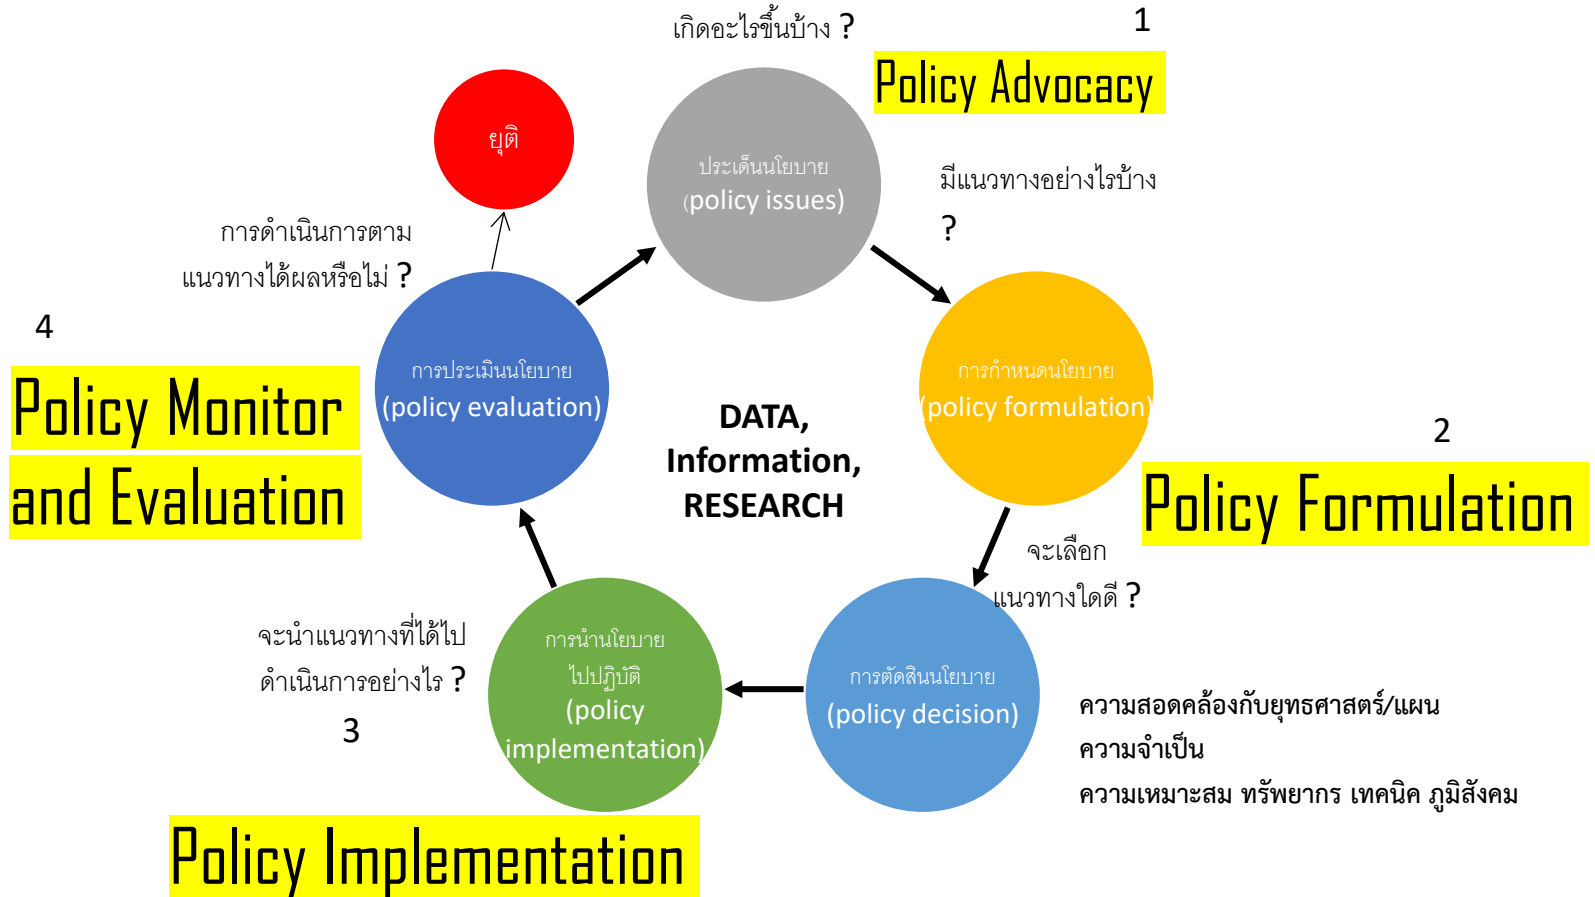 เกิดอะไรขึ้นบ้าง ?
1
Policy Advocacy
ยุติ
ประเด็นนโยบาย
(policy issues)
มีแนวทางอย่างไรบ้าง
?
การดำเนินการตาม
แนวทางได้ผลหรือไม่ ?
4
Policy Monitor
and Evaluation
การประเมินนโยบาย
(policy evaluation)
DATA,
Information,
RESEARCH
การกำหนดนโยบาย
(policy formulation)
2
Policy Formulation
จะเลือก
แนวทางใดดี ?
จะนำแนวทางที่ได้ไป
ดำเนินการอย่างไร ?
3
การนำนโยบาย
ไปปฏิบัติ
(policy
implementation)
การตัดสินนโยบาย
(policy decision)
ความสอดคล้องกับยุทธศาสตร์/แผน
ความจำเป็น
ความเหมาะสม ทรัพยากร เทคนิค ภูมิสังคม
Policy Implementation